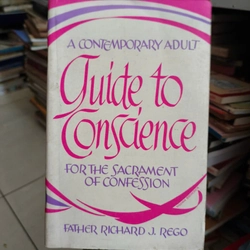 A CONTEMPORARY ADULT
Guide to
Conscience
FOR THE SACRAMENT
OF CONFESSION
FATHER RICHARD J. REGO